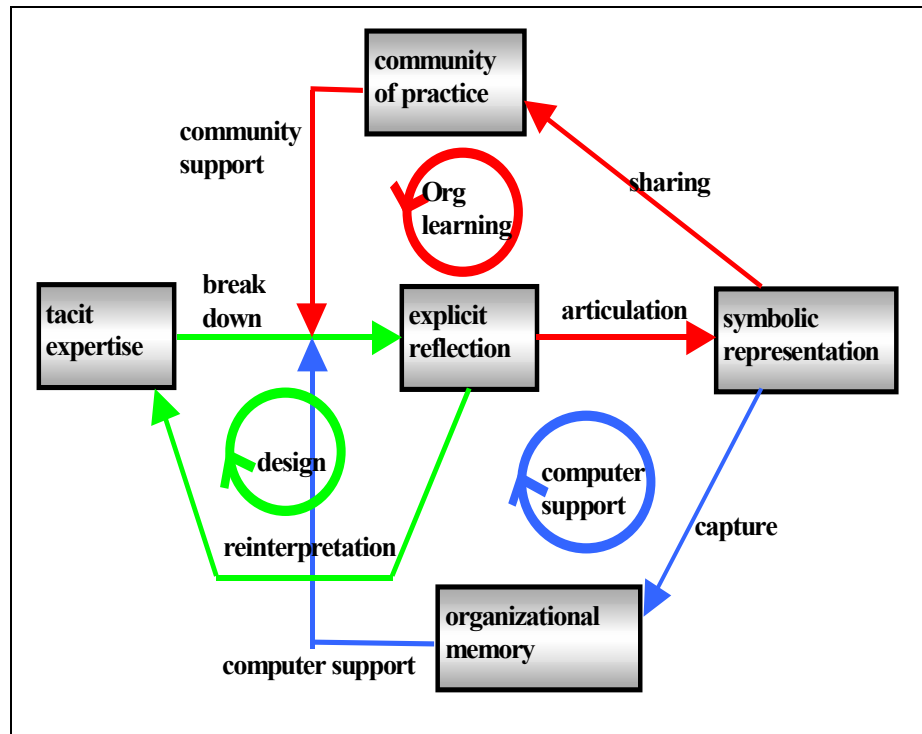 community
of practice
community
support
Org
learning
sharing
break
down
tacit
expertise
explicit
reflection
articulation
symbolic
representation
design
computer
support
capture
reinterpretation
organizational
memory
computer support